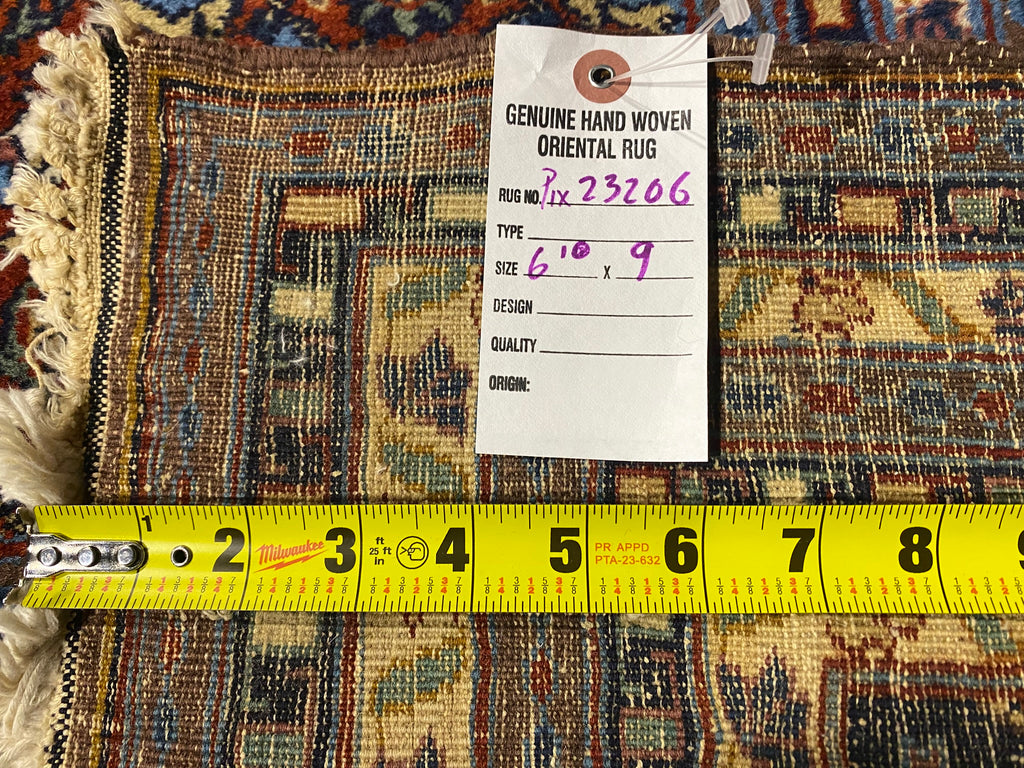 GENUINE HAND WOVEN
ORIENTAL RUG
RUG NO. PIX 23206
TYPE
SIZE 6'10 X 9
DESIGN
QUALITY
ORIGIN:
1 2 Milwaukee 3 ft 25 ft in 4 5 PR APPD PTA-23-632 6 7 8 9